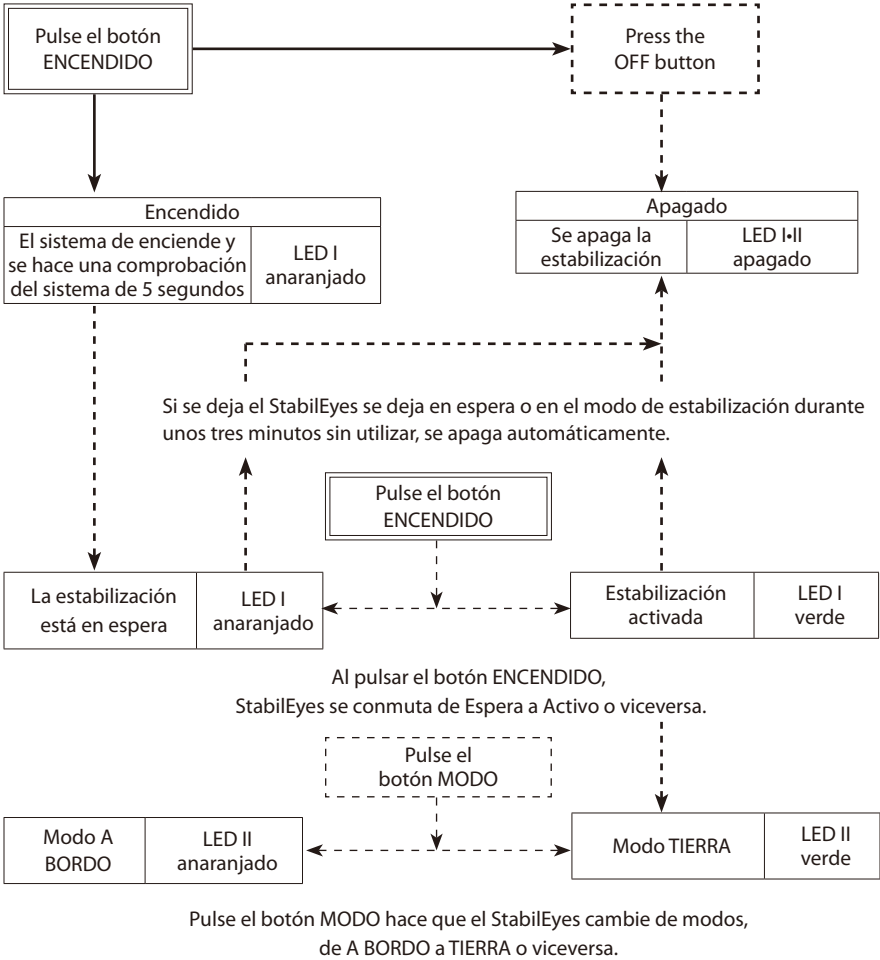 Pulse el botón
ENCENDIDO
Press the
OFF button
Encendido
El sistema de enciende y
se hace una comprobación
del sistema de 5 segundos
LED I
anaranjado
Apagado
Se apaga la
estabilización
LED I•II
apagado
Si se deja el StabilEyes se deja en espera o en el modo de estabilización durante
unos tres minutos sin utilizar, se apaga automáticamente.
Pulse el botón
ENCENDIDO
La estabilización
está en espera
LED I
anaranjado
Estabilización
activada
LED I
verde
Al pulsar el botón ENCENDIDO,
StabilEyes se conmuta de Espera a Activo o viceversa.
Pulse el
botón MODO
Modo A
BORDO
LED II
anaranjado
Modo TIERRA
LED II
verde
Pulse el botón MODO hace que el StabilEyes cambie de modos,
de A BORDO a TIERRA o viceversa.